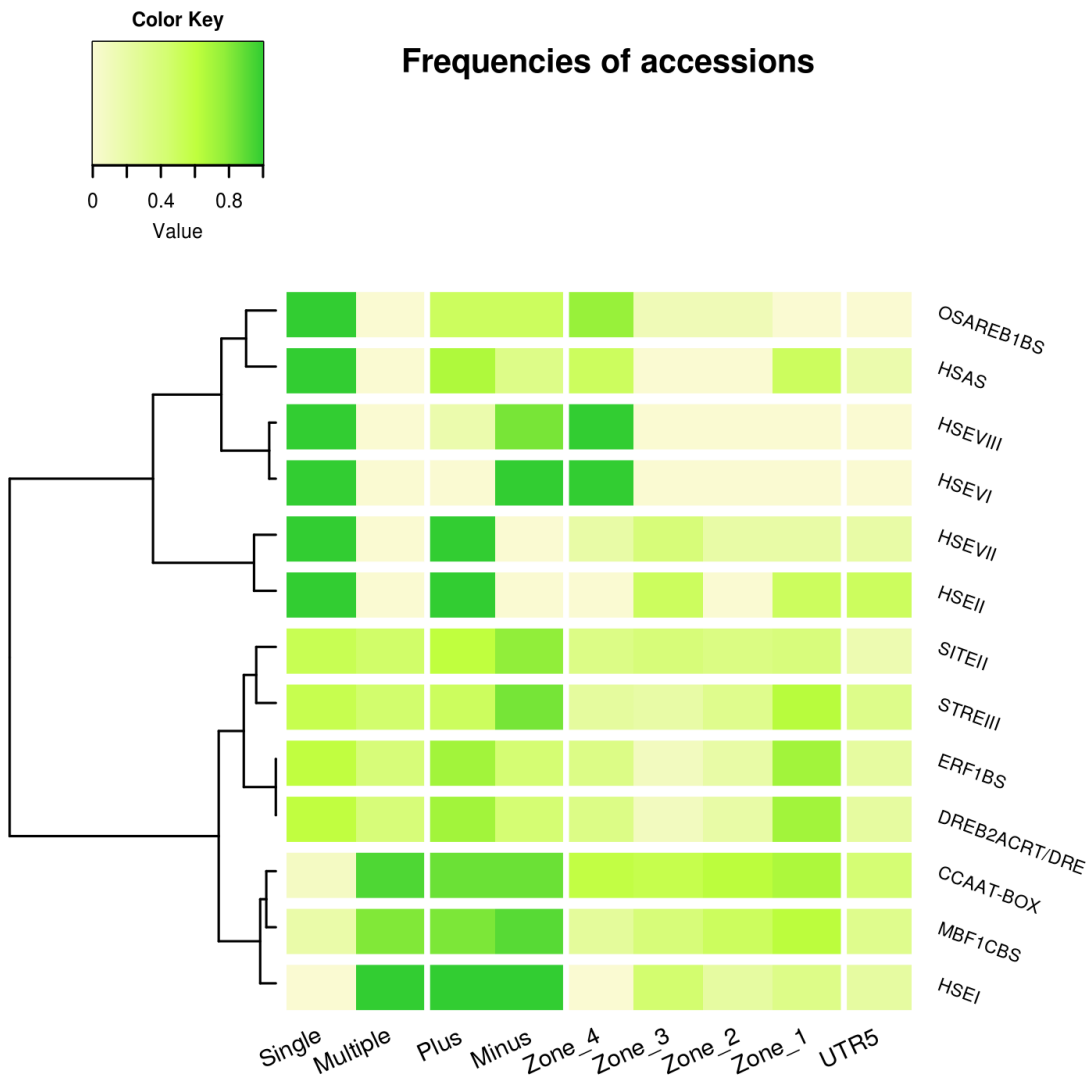 Color Key
Frequencies of accessions
0 0.4 0.8
Value
OSAREB1BS
HSAS
HSEVIII
HSEVI
HSEVII
HSEII
SITEII
STREIII
ERF1BS
DREB2ACRT/DRE
CCAAT-BOX
MBF1CBS
HSEI
Single Multiple Plus Minus Zone_4 Zone_3 Zone_2 Zone_1 UTR5